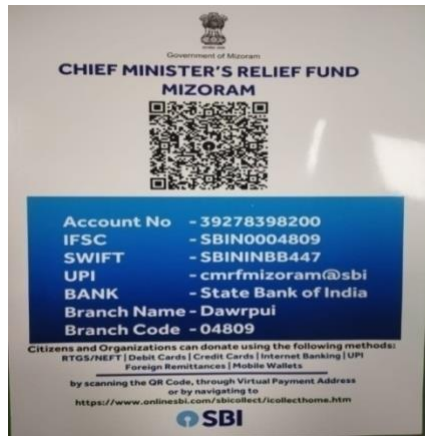 Government of Mizoram
CHIEF MINISTER'S RELIEF FUND
MIZORAM
Account No - 39278398200
IFSC - SBIN0004809
SWIFT - SBININBB447
UPI - cmrfmizoram@sbi
BANK - State Bank of India
Branch Name - Dawrpui
Branch Code - 04809
Citizens and Organizations can donate using the following methods:
RTGS/NEFT | Debit Cards | Credit Cards | Internet Banking | UPI
Foreign Remittances | Mobile Wallets
by scanning the QR Code, through Virtual Payment Address
or by navigating to
https://www.onlinesbi.com/sbicollect/icollecthome.htm
SBI